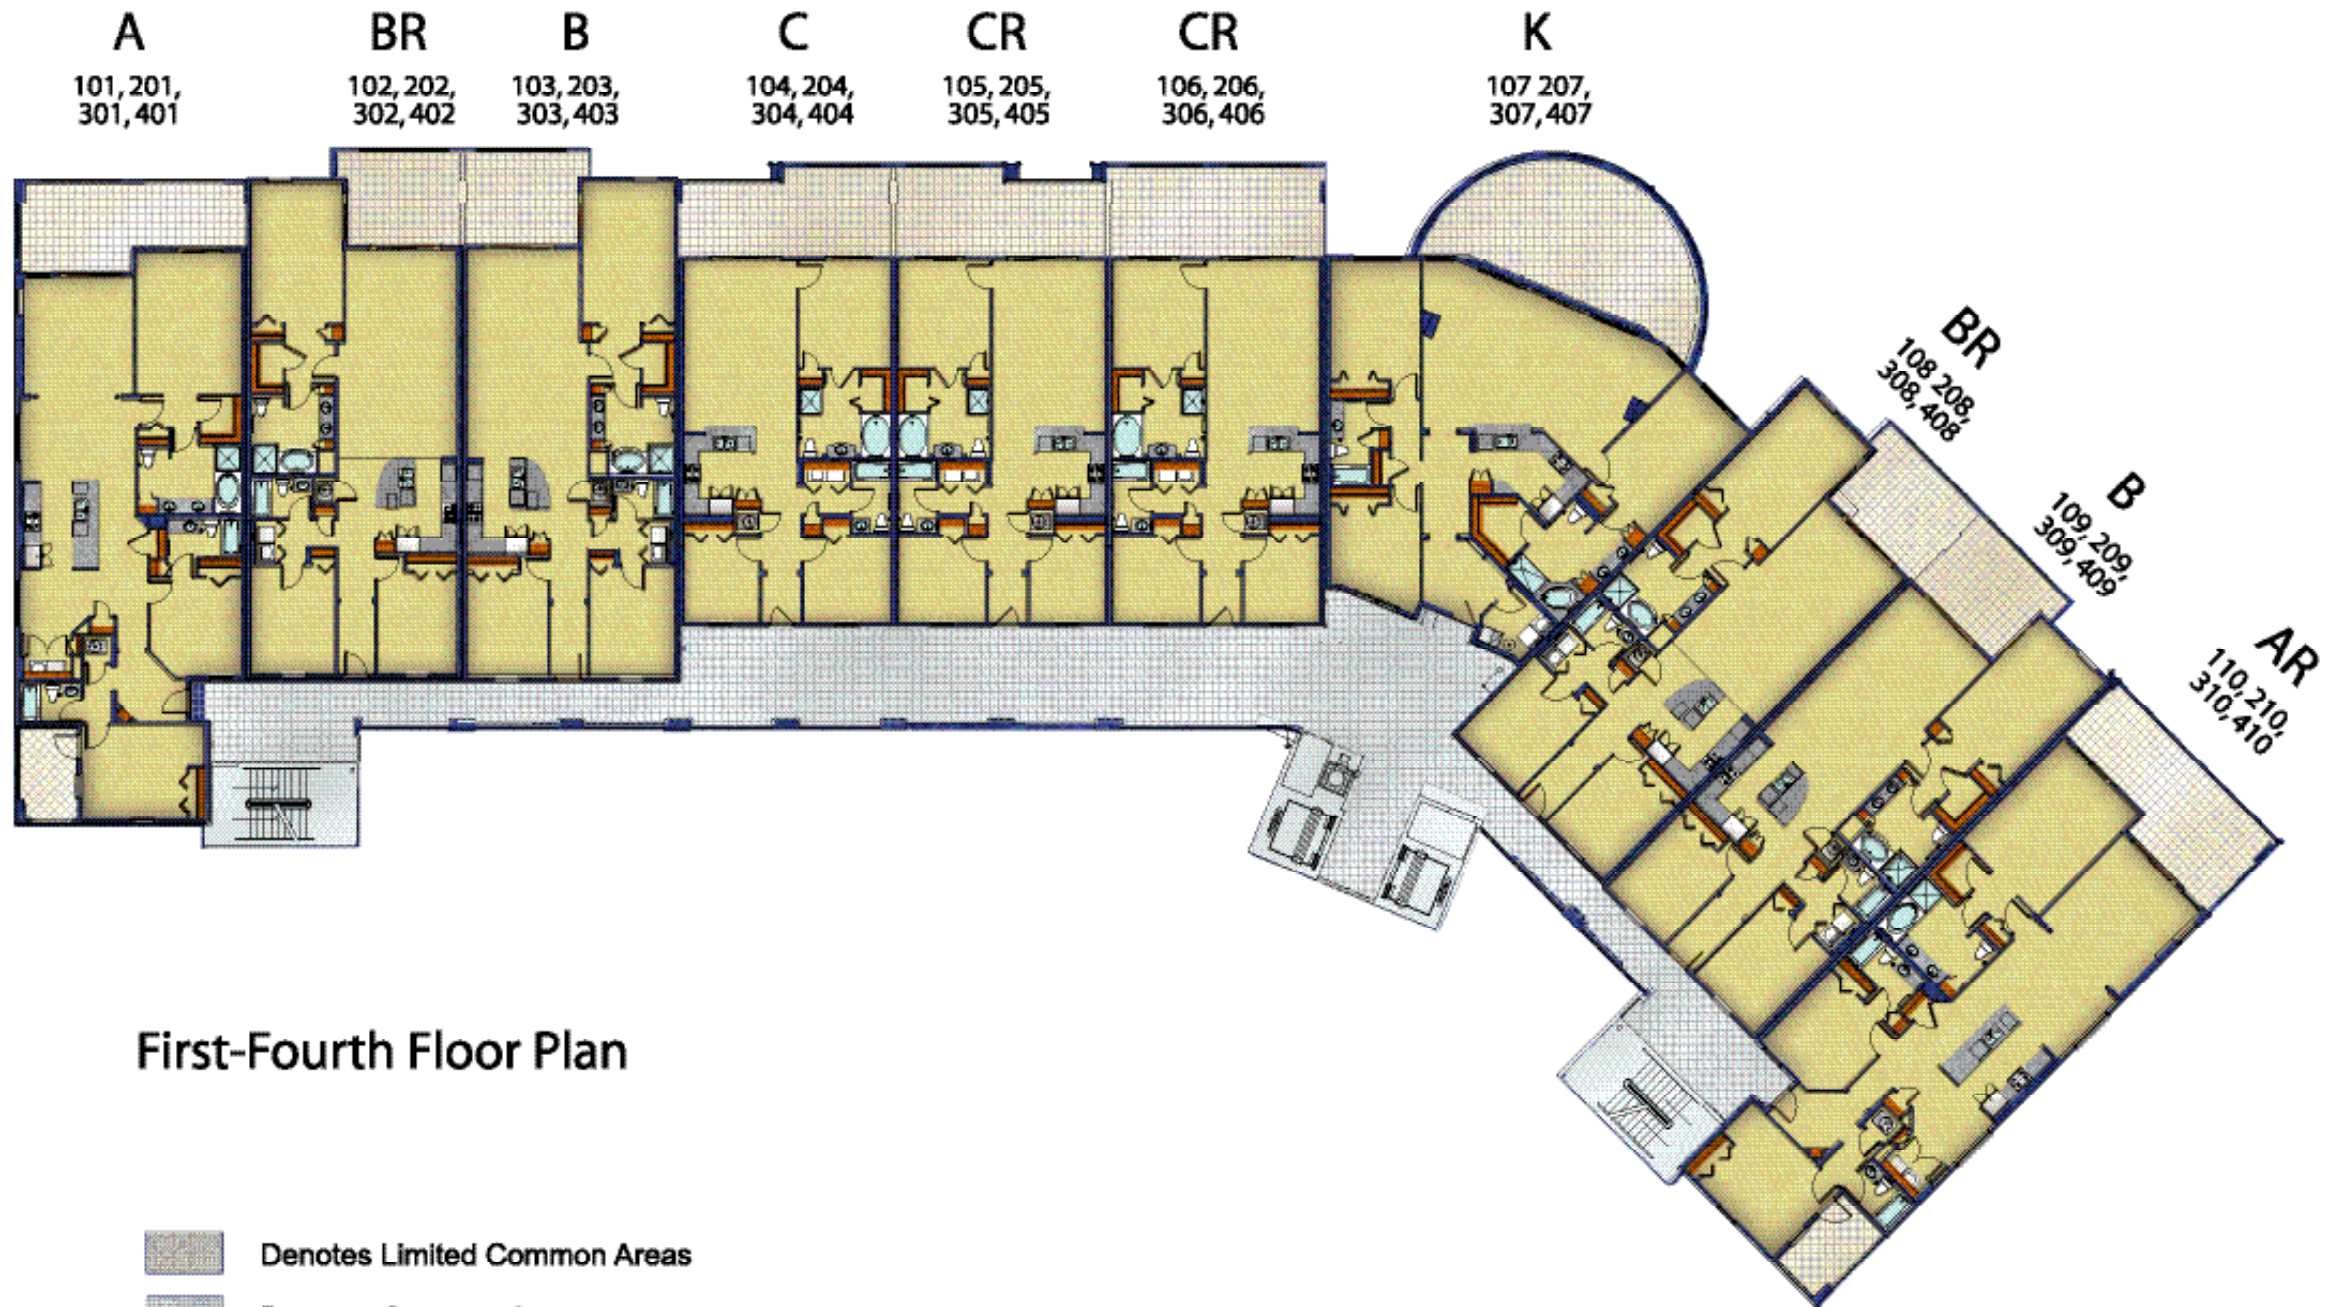 A
101, 201,
301, 401
BR
102, 202,
302, 402
B
103, 203,
303, 403
C
104, 204,
304, 404
CR
105, 205,
305, 405
CR
106, 206,
306, 406
K
107 207,
307, 407
BR
108 208,
308, 408
B
109, 209,
309, 409
AR
110, 210,
310, 410
First-Fourth Floor Plan
Denotes Limited Common Areas